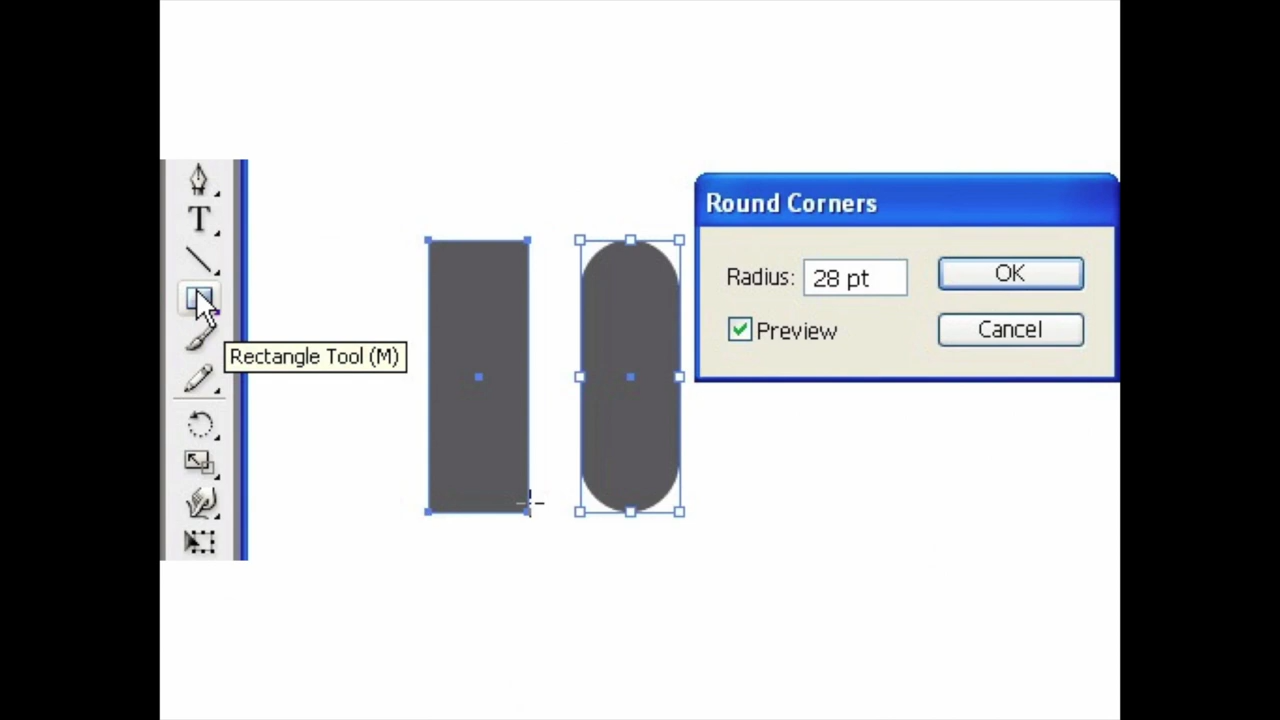 T
Rectangle Tool (M)
Round Corners
Radius: 28 pt
OK
Preview
Cancel